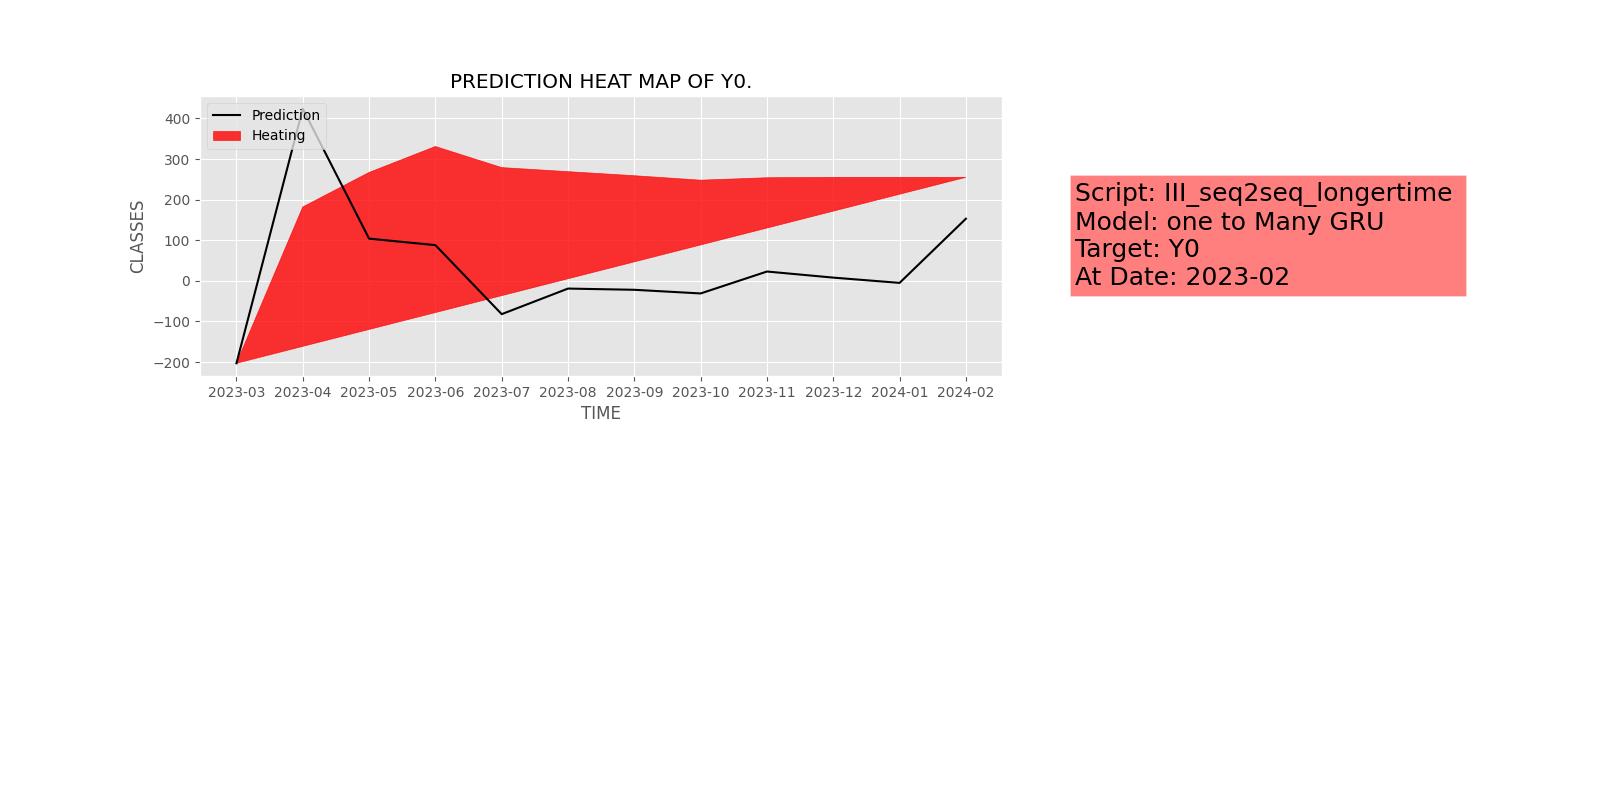 PREDICTION HEAT MAP OF Y0.
Prediction
Heating
CLASSES
400
300
200
100
0
−100
−200
2023-03 2023-04 2023-05 2023-06 2023-07 2023-08 2023-09 2023-10 2023-11 2023-12 2024-01 2024-02
TIME
Script: III_seq2seq_longertime
Model: one to Many GRU
Target: Y0
At Date: 2023-02